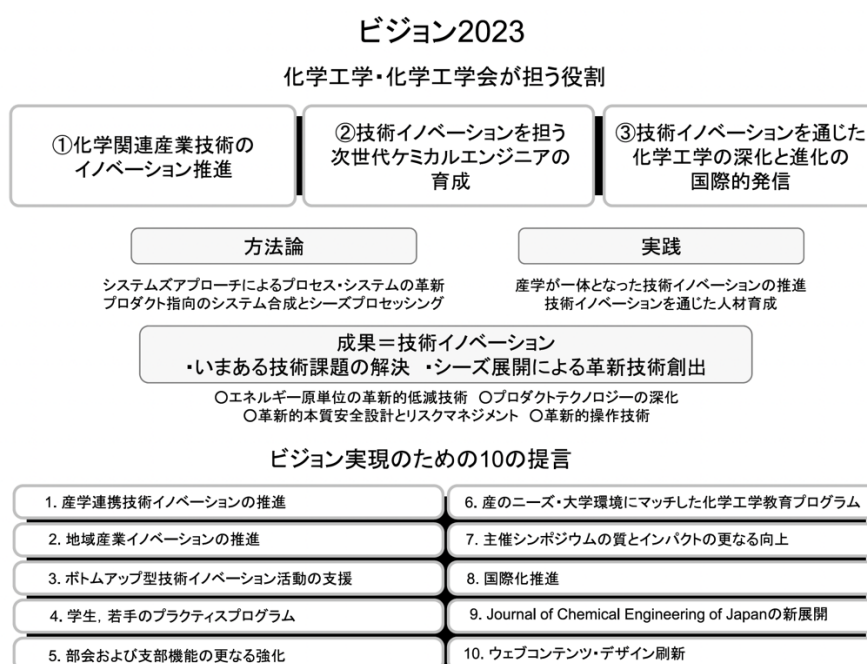 ビジョン2023
化学工学・化学工学会が担う役割
①化学関連産業技術の
イノベーション推進
②技術イノベーションを担う
次世代ケミカルエンジニアの
育成
③技術イノベーションを通じた
化学工学の深化と進化の
国際的発信
方法論
システムズアプローチによるプロセス・システムの革新
プロダクト指向のシステム合成とシーズプロセッシング
実践
産学が一体となった技術イノベーションの推進
技術イノベーションを通じた人材育成
成果＝技術イノベーション
・いまある技術課題の解決 ・シーズ展開による革新技術創出
○エネルギー原単位の革新的低減技術 ○プロダクトテクノロジーの深化
○革新的本質安全設計とリスクマネジメント ○革新的操作技術
ビジョン実現のための10の提言
1. 産学連携技術イノベーションの推進
2. 地域産業イノベーションの推進
3. ボトムアップ型技術イノベーション活動の支援
4. 学生，若手のプラクティスプログラム
5. 部会および支部機能の更なる強化
6. 産のニーズ・大学環境にマッチした化学工学教育プログラム
7. 主催シンポジウムの質とインパクトの更なる向上
8. 国際化推進
9. Journal of Chemical Engineering of Japanの新展開
10. ウェブコンテンツ・デザイン刷新